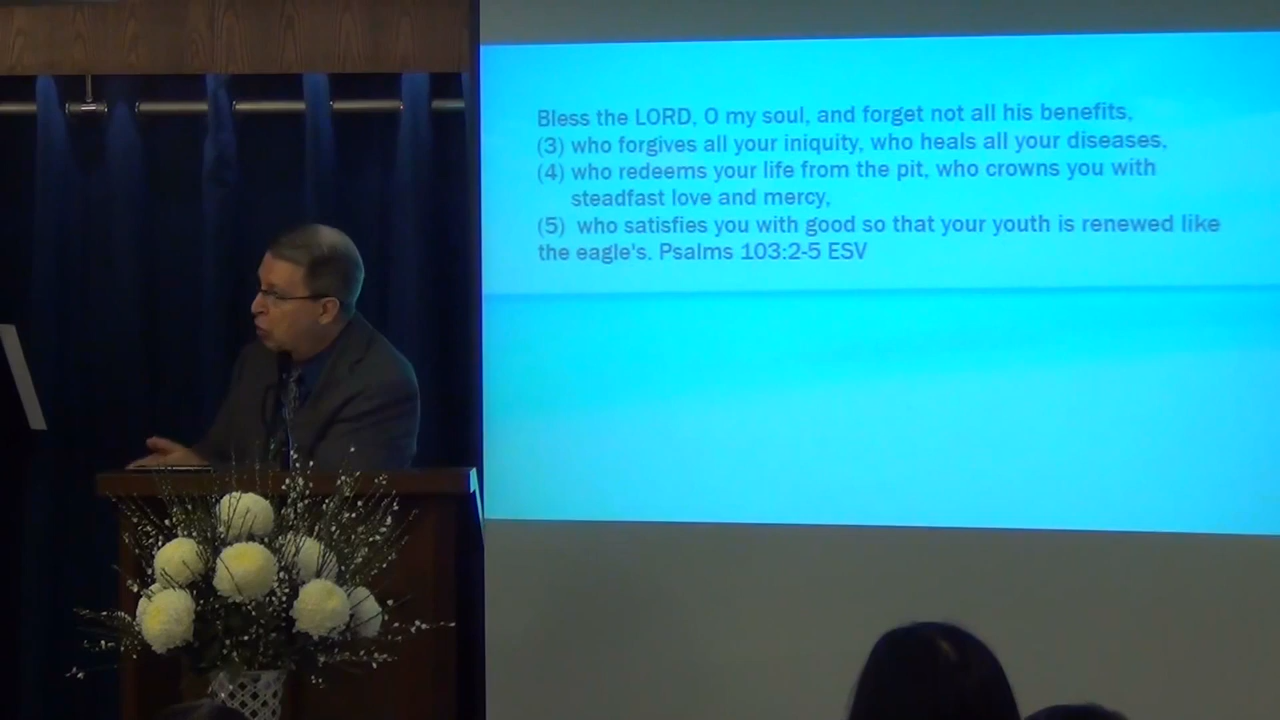 Bless the LORD, O my soul, and forget not all his benefits,
(3) who forgives all your iniquity, who heals all your diseases,
(4) who redeems your life from the pit, who crowns you with
steadfast love and mercy,
(5) who satisfies you with good so that your youth is renewed like
the eagle's. Psalms 103:2-5 ESV